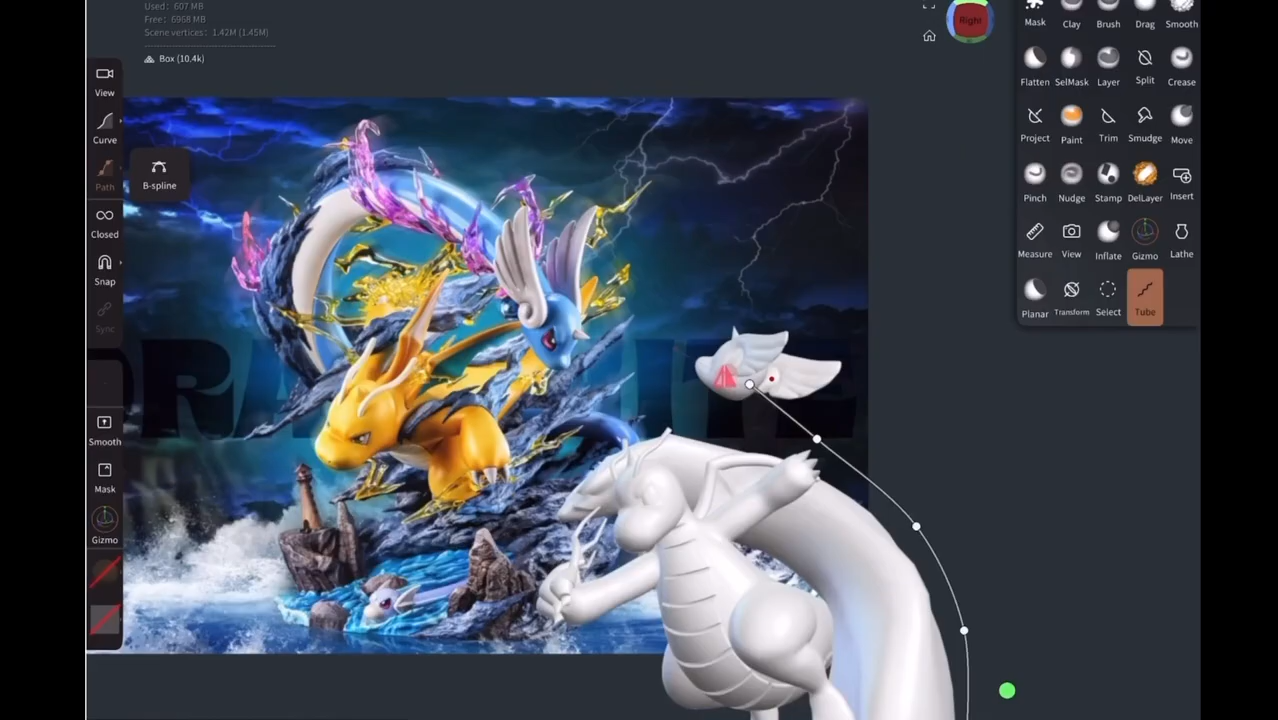 Used: 607 MB
Free: 6968 MB
Scene vertices: 1.42M (1.45M)
Box (10.4k)
Right
View
Curve
Path
B-spline
Closed
Snap
Sync
Smooth
Mask
Gizmo
Mask Clay Brush Drag Smooth
Flatten SelMask Layer Split Crease
Project Paint Trim Smudge Move
Pinch Nudge Stamp DelLayer Insert
Measure View Inflate Gizmo Lathe
Planar Transform Select Tube